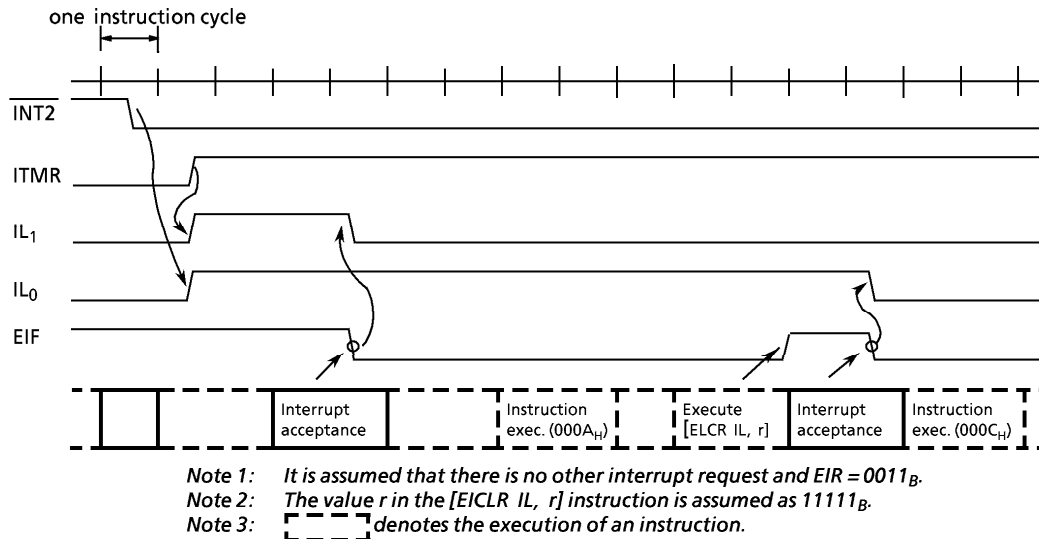 one instruction cycle
INT2
ITMR
IL1
IL0
EIF
Interrupt
acceptance
Instruction
exec. (000AH)
Execute
[ELCR IL, r]
Interrupt
acceptance
Instruction
exec. (000CH)
Note 1: It is assumed that there is no other interrupt request and EIR = 0011B.
Note 2: The value r in the [EICLR IL, r] instruction is assumed as 11111B.
Note 3: denotes the execution of an instruction.